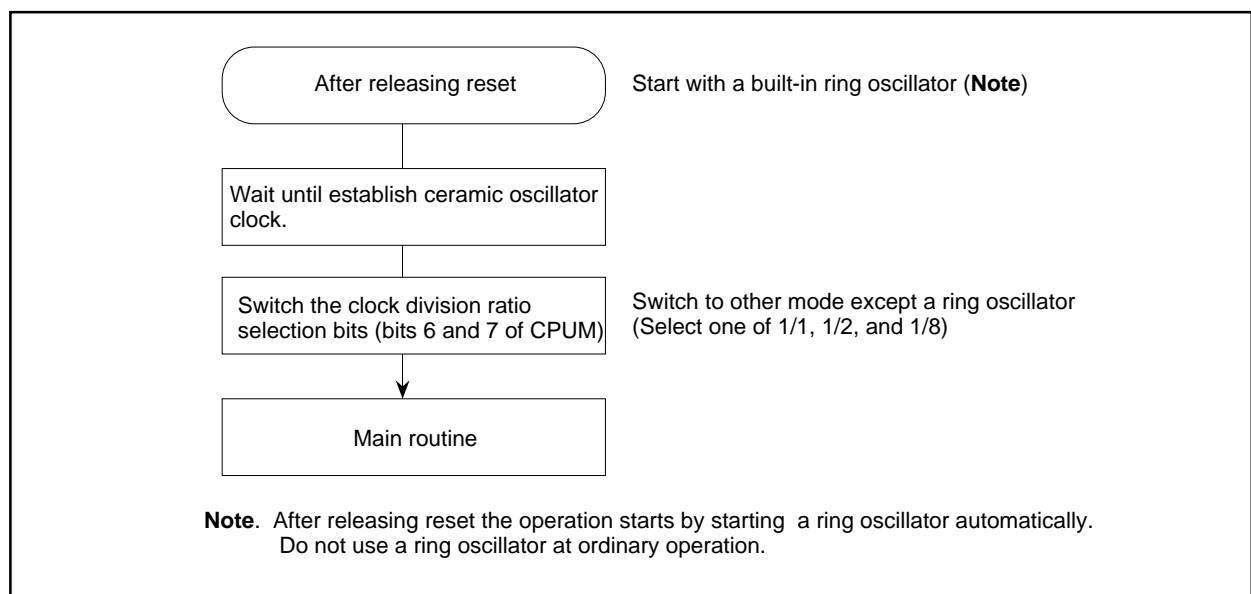 After releasing reset
Start with a built-in ring oscillator (Note)
Wait until establish ceramic oscillator
clock.
Switch the clock division ratio
selection bits (bits 6 and 7 of CPUM)
Switch to other mode except a ring oscillator
(Select one of 1/1, 1/2, and 1/8)
Main routine
Note. After releasing reset the operation starts by starting a ring oscillator automatically.
Do not use a ring oscillator at ordinary operation.